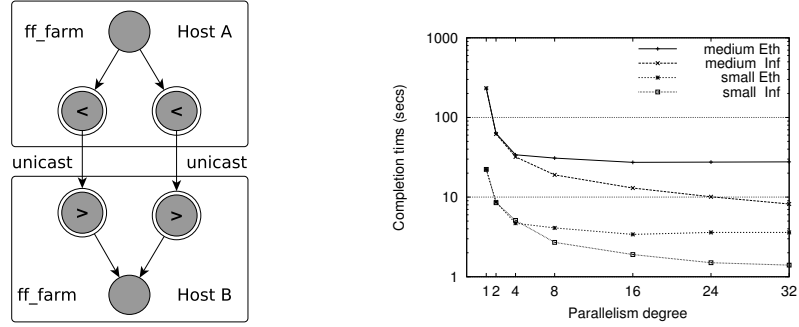 ff_farm Host A
< <
unicast unicast
> >
ff_farm Host B
Completion tims (secs)
1000
100
10
1
medium Eth
medium Inf
small Eth
small Inf
1 2 4 8 16 24 32
Parallelism degree